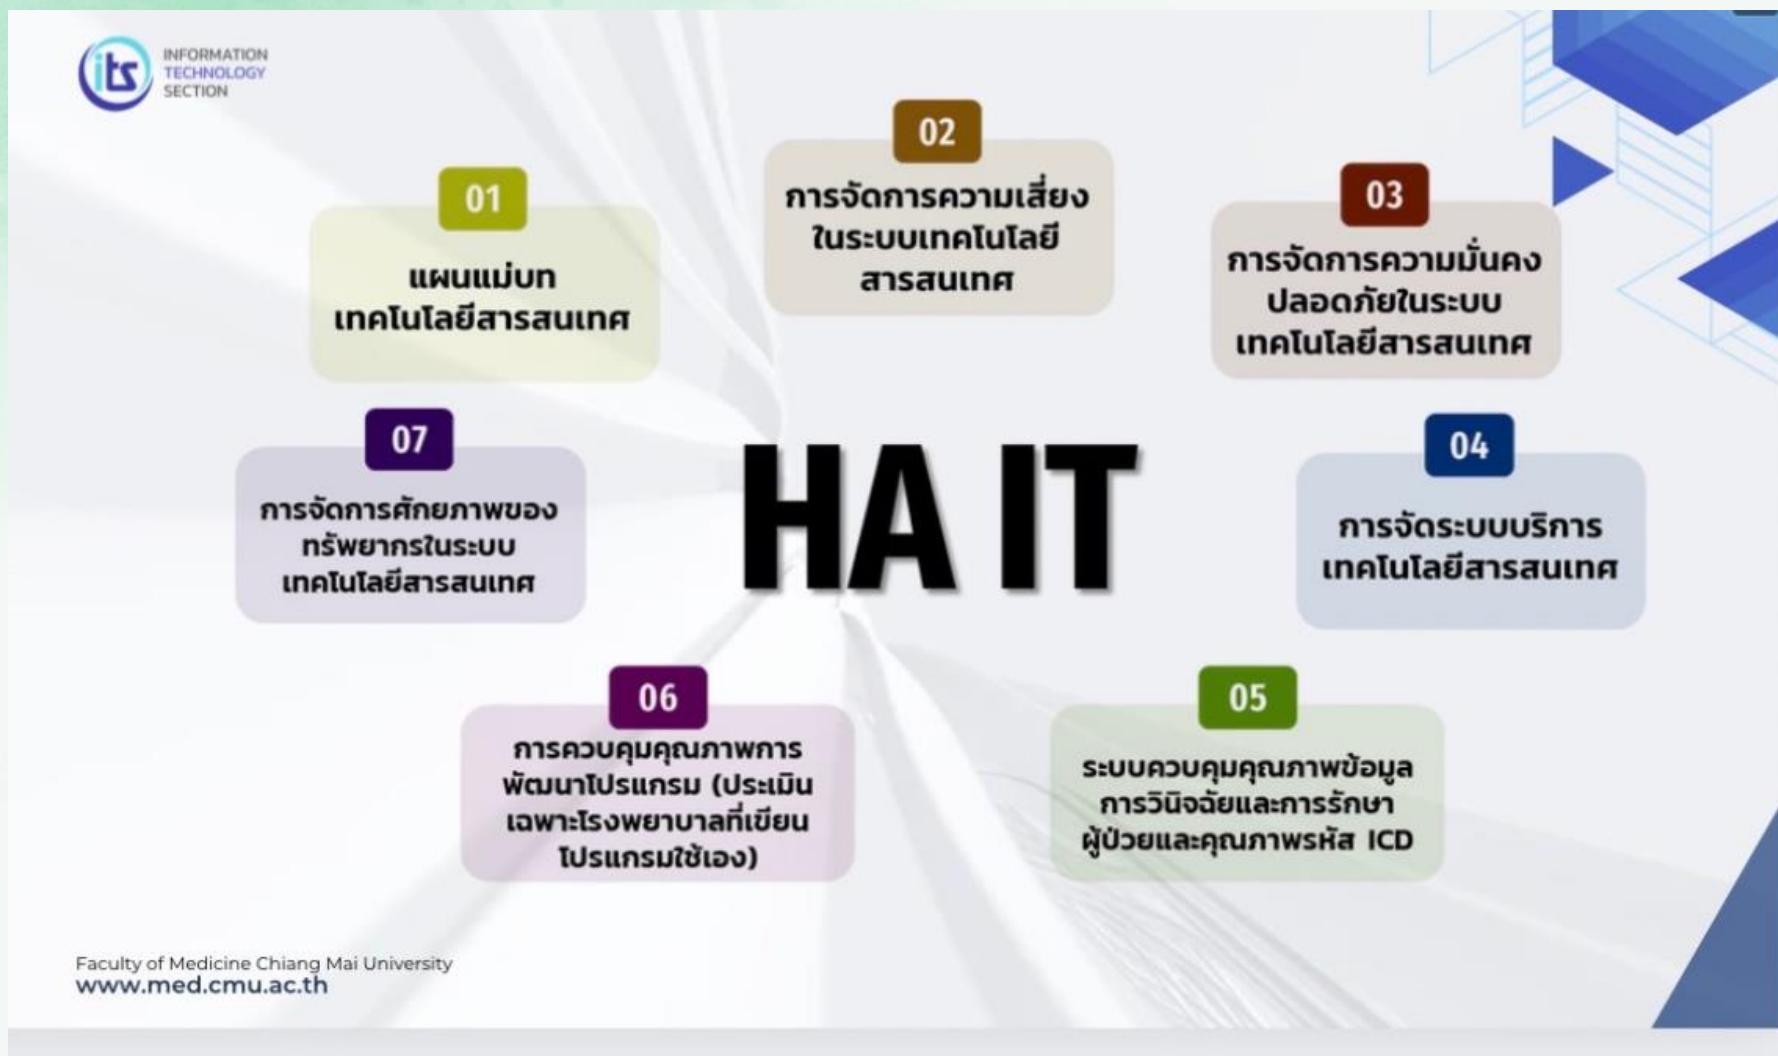 its
INFORMATION
TECHNOLOGY
SECTION
01
แผนแม่บท
เทคโนโลยีสารสนเทศ
02
การจัดการความเสี่ยง
ในระบบเทคโนโลยี
สารสนเทศ
03
การจัดการความมั่นคง
ปลอดภัยในระบบ
เทคโนโลยีสารสนเทศ
07
การจัดการศักยภาพของ
ทรัพยากรในระบบ
เทคโนโลยีสารสนเทศ
HA IT
04
การจัดระบบบริการ
เทคโนโลยีสารสนเทศ
06
การควบคุมคุณภาพการ
พัฒนาโปรแกรม (ประเมิน
เฉพาะโรงพยาบาลที่เขียน
โปรแกรมใช้เอง)
05
ระบบควบคุมคุณภาพข้อมูล
การวินิจฉัยและการรักษา
ผู้ป่วยและคุณภาพรหัส ICD
Faculty of Medicine Chiang Mai University
www.med.cmu.ac.th